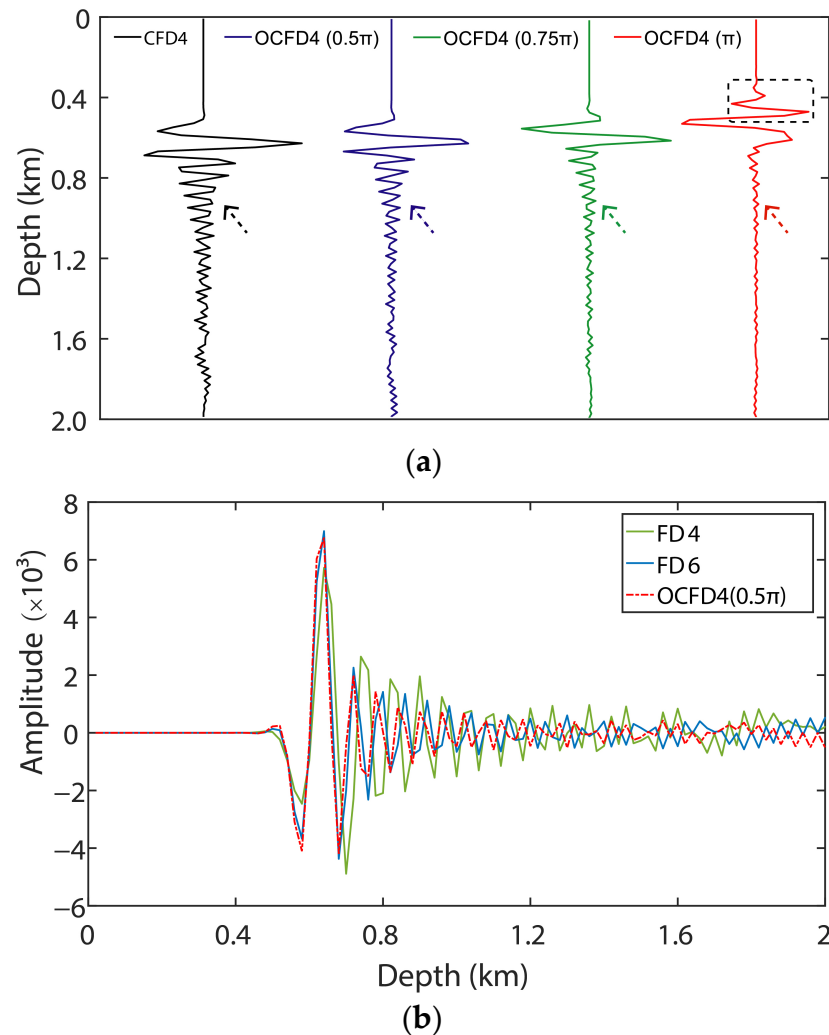 CFD4 OCFD4 (0.5π) OCFD4 (0.75π) OCFD4 (π)
Depth (km)
0
0.4
0.8
1.2
1.6
2.0
(a)
Amplitude (×10³)
8
6
4
2
0
−2
−4
−6
FD4
FD6
OCFD4(0.5π)
0 0.4 0.8 1.2 1.6 2
Depth (km)
(b)